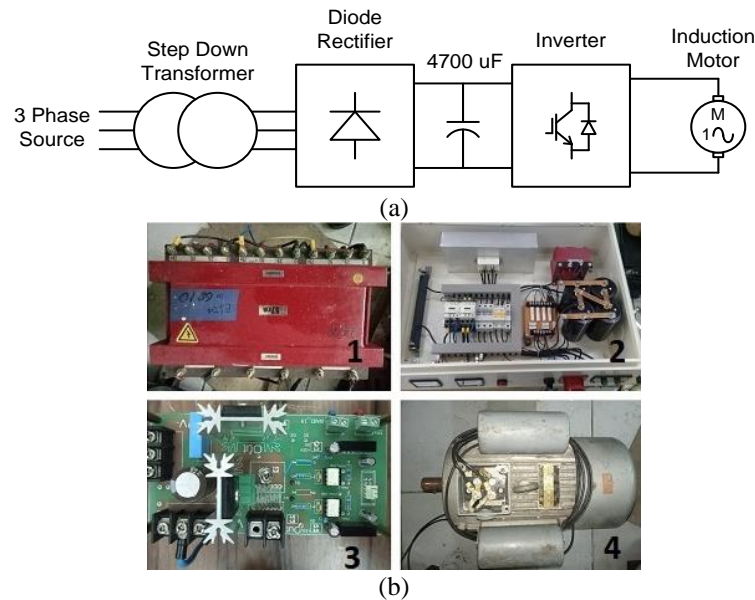 Step Down
Transformer
Diode
Rectifier
4700 uF
Inverter
Induction
Motor
3 Phase
Source
M
1
(a)
1
2
3
4
(b)